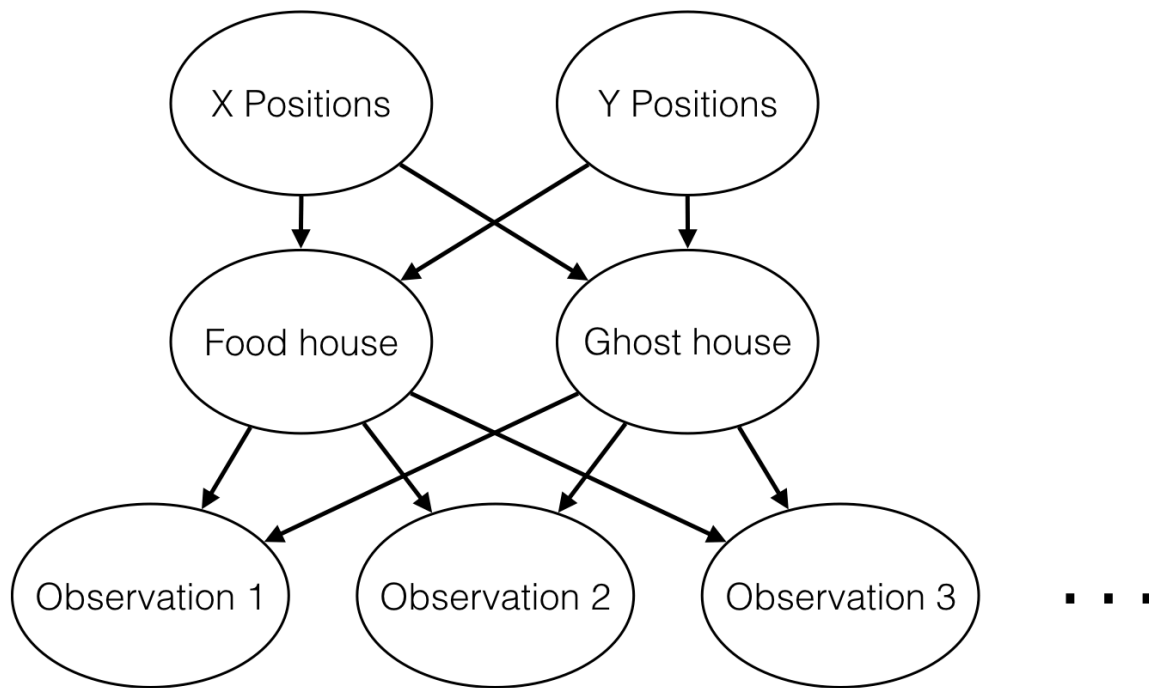 X Positions
Y Positions
Food house
Ghost house
Observation 1
Observation 2
Observation 3
. . .